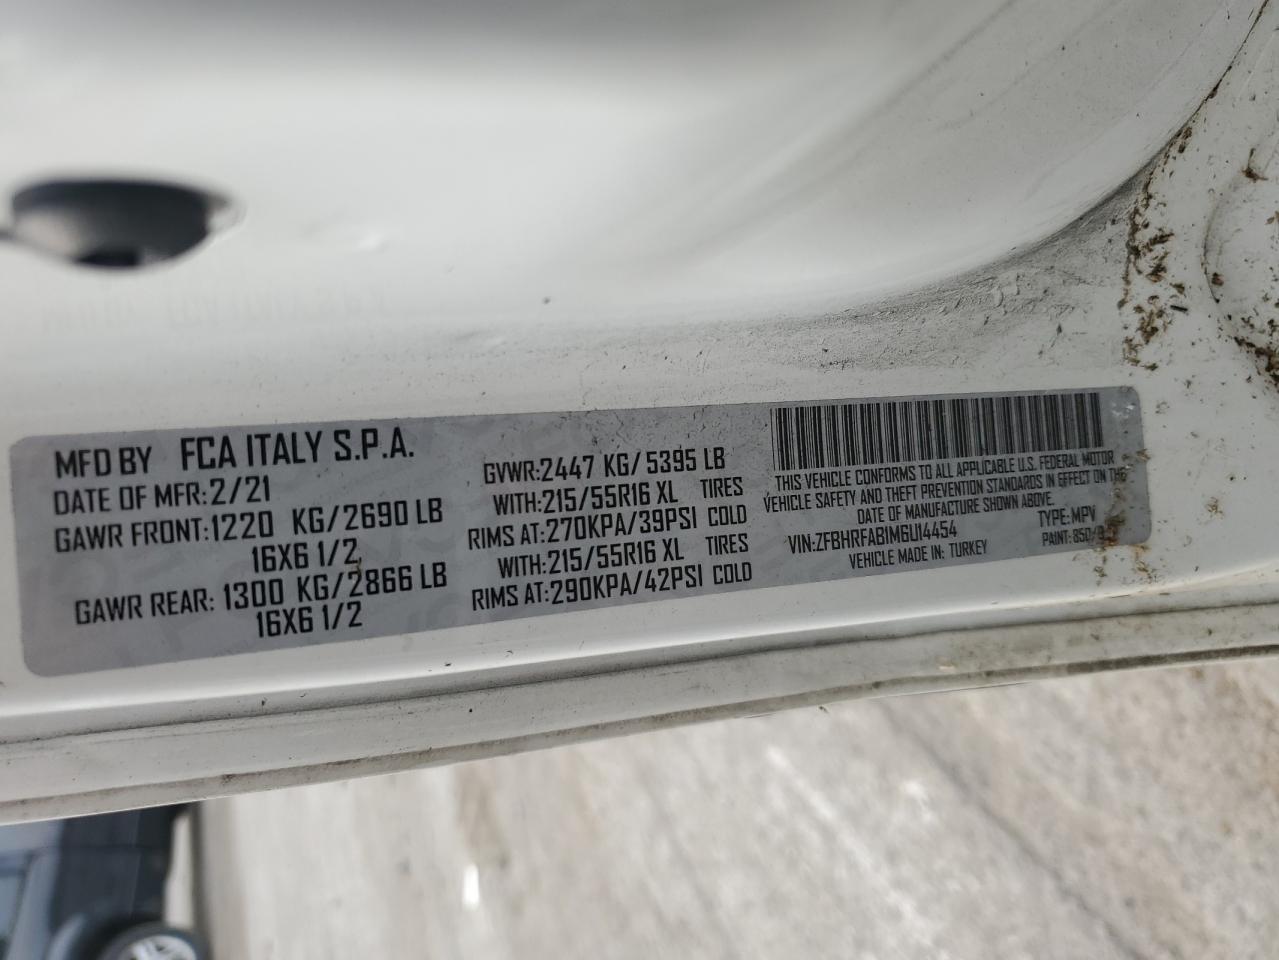 MFD BY FCA ITALY S.P.A.
DATE OF MFR:2/21
GAWR FRONT:1220 KG/2690 LB
16X6 1/2
GAWR REAR: 1300 KG/2866 LB
16X6 1/2
GVWR:2447 KG/5395 LB
WITH:215/55R16 XL TIRES
RIMS AT:270KPA/39PSI COLD
WITH:215/55R16 XL TIRES
RIMS AT:290KPA/42PSI COLD
THIS VEHICLE CONFORMS TO ALL APPLICABLE U.S. FEDERAL MOTOR
VEHICLE SAFETY AND THEFT PREVENTION STANDARDS IN EFFECT ON THE
DATE OF MANUFACTURE SHOWN ABOVE.
VIN:ZFBHRFAB1M6U14454 TYPE:MPV
VEHICLE MADE IN: TURKEY PAINT: